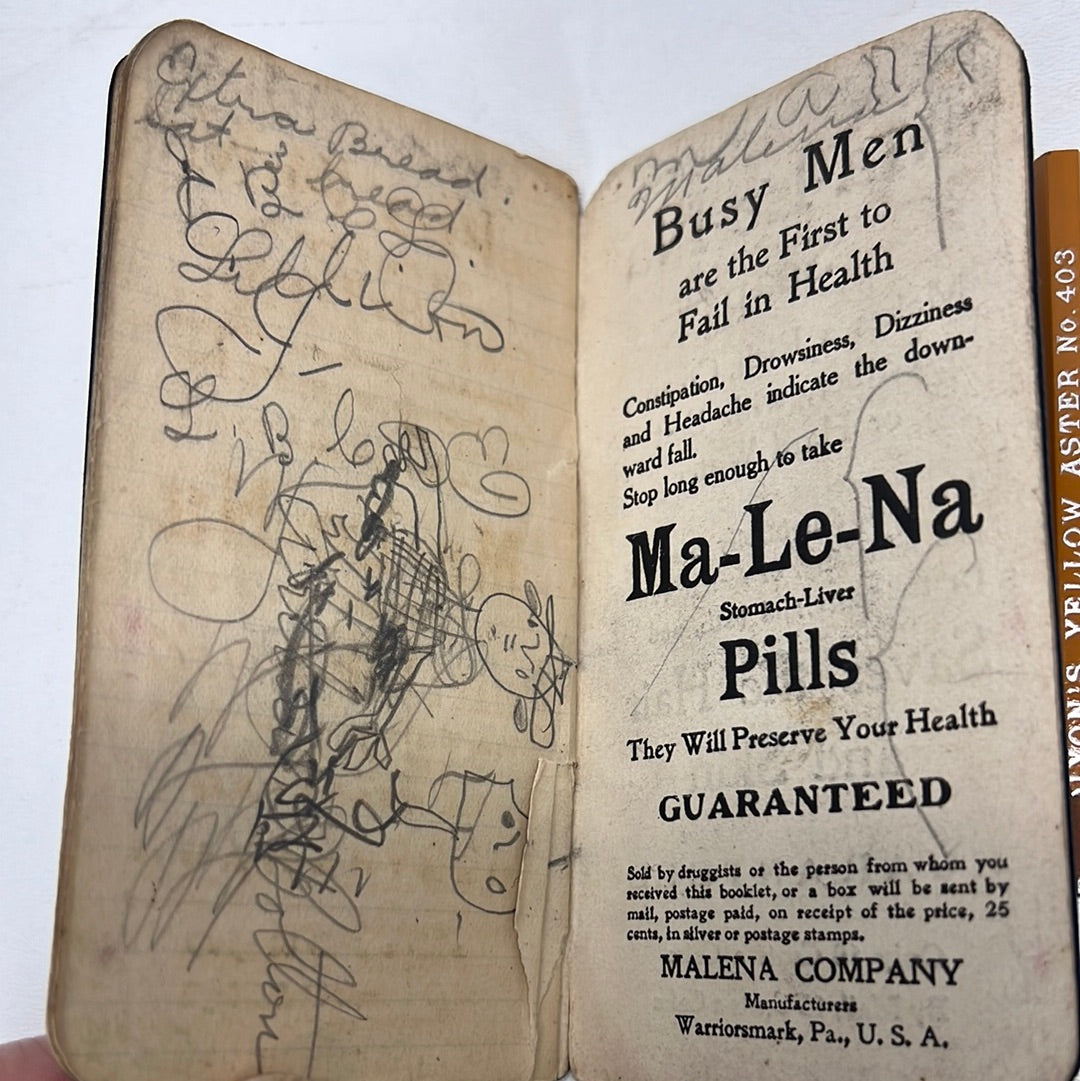 Extra Bread
eat
bread
Busy Men
are the First to
Fail in Health
Constipation, Drowsiness, Dizziness
and Headache indicate the down-
ward fall.
Stop long enough to take
Ma-Le-Na
Stomach-Liver
Pills
They Will Preserve Your Health
GUARANTEED
Sold by druggists or the person from whom you
received this booklet, or a box will be sent by
mail, postage paid, on receipt of the price, 25
cents, in silver or postage stamps.
MALENA COMPANY
Manufacturers
Warriorsmark, Pa., U. S. A.
YELLOW ASTER No. 403